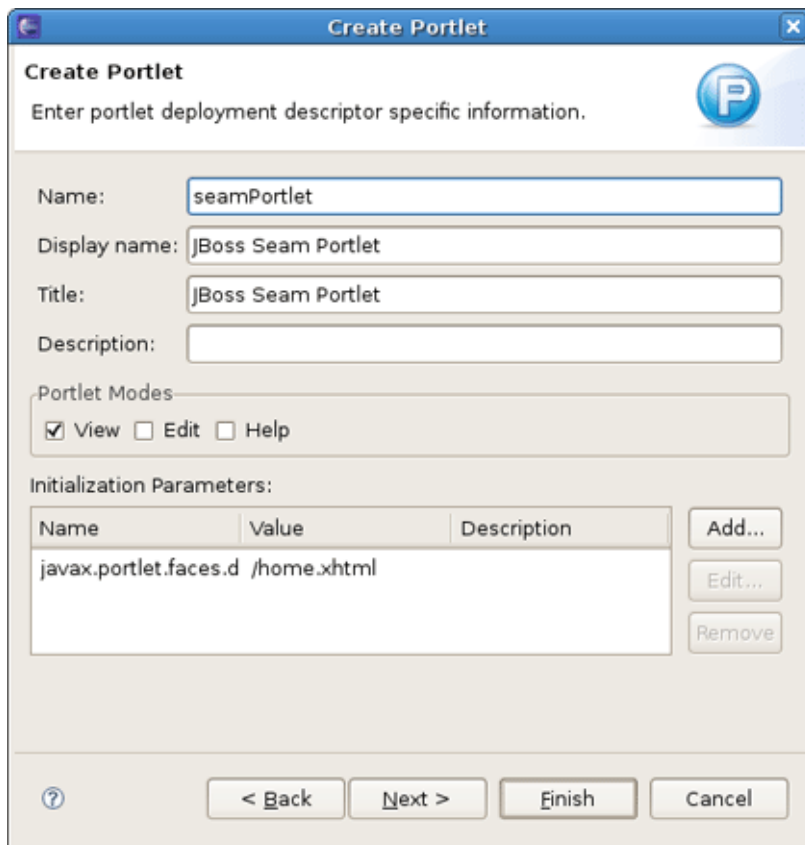 Create Portlet
Create Portlet
Enter portlet deployment descriptor specific information.
Name: seamPortlet
Display name: JBoss Seam Portlet
Title: JBoss Seam Portlet
Description:
Portlet Modes
View Edit Help
Initialization Parameters:
Name Value Description Add...
javax.portlet.faces.d /home.xhtml
Edit...
Remove
< Back Next > Finish Cancel